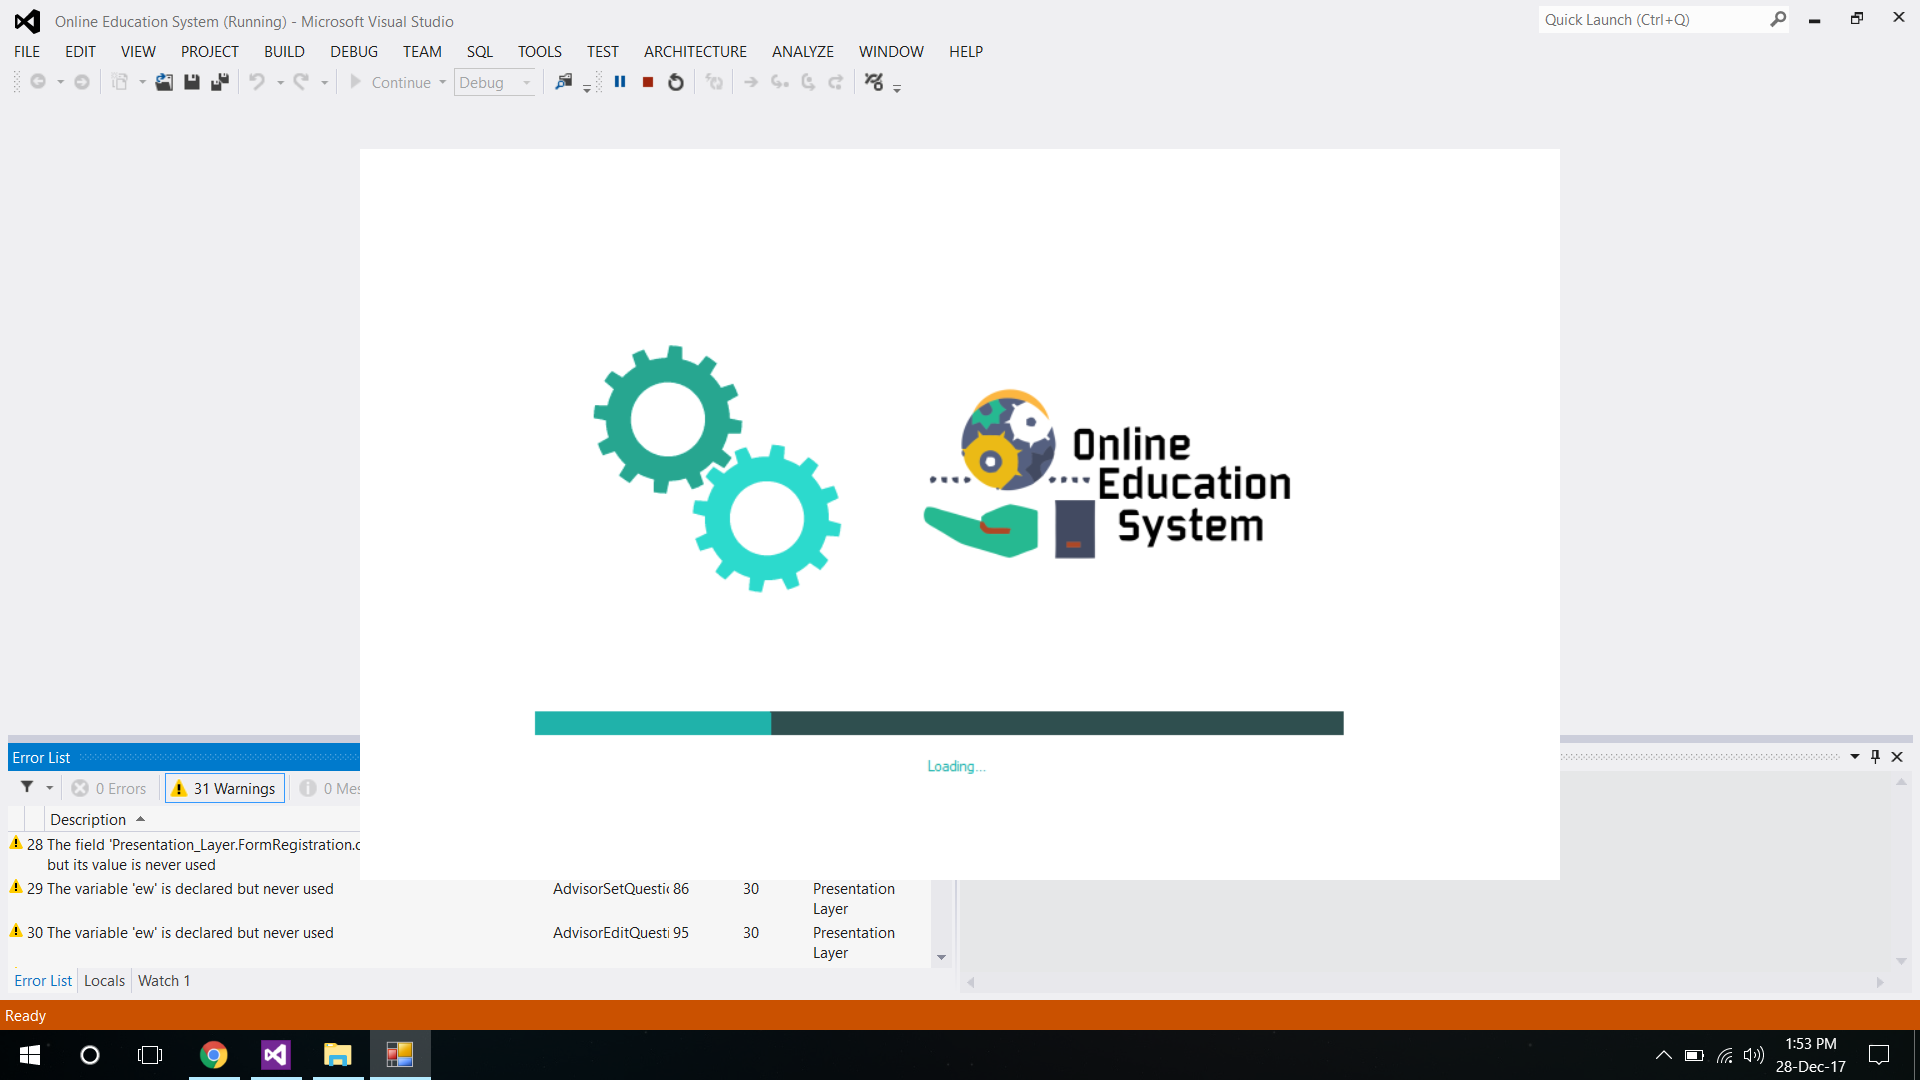 Online Education System (Running) - Microsoft Visual Studio
Quick Launch (Ctrl+Q)
FILE EDIT VIEW PROJECT BUILD DEBUG TEAM SQL TOOLS TEST ARCHITECTURE ANALYZE WINDOW HELP
Continue Debug
Online
Education
System
Loading...
Error List
0 Errors 31 Warnings 0 Mes
Description
28 The field 'Presentation_Layer.FormRegistration.c
but its value is never used
29 The variable 'ew' is declared but never used AdvisorSetQuestic 86 30 Presentation
Layer
30 The variable 'ew' is declared but never used AdvisorEditQuesti 95 30 Presentation
Layer
Error List Locals Watch 1
Ready
1:53 PM
28-Dec-17